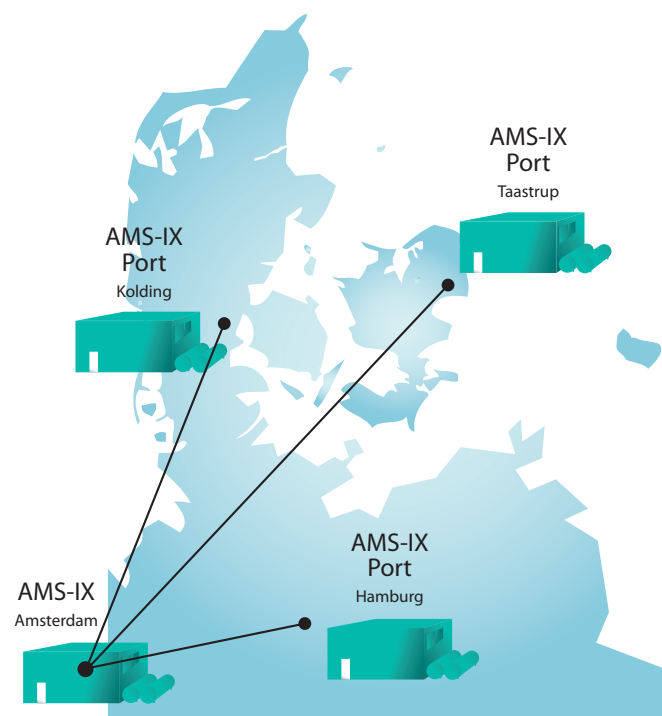 AMS-IX
Port
Taastrup
AMS-IX
Port
Kolding
AMS-IX
Port
Hamburg
AMS-IX
Amsterdam